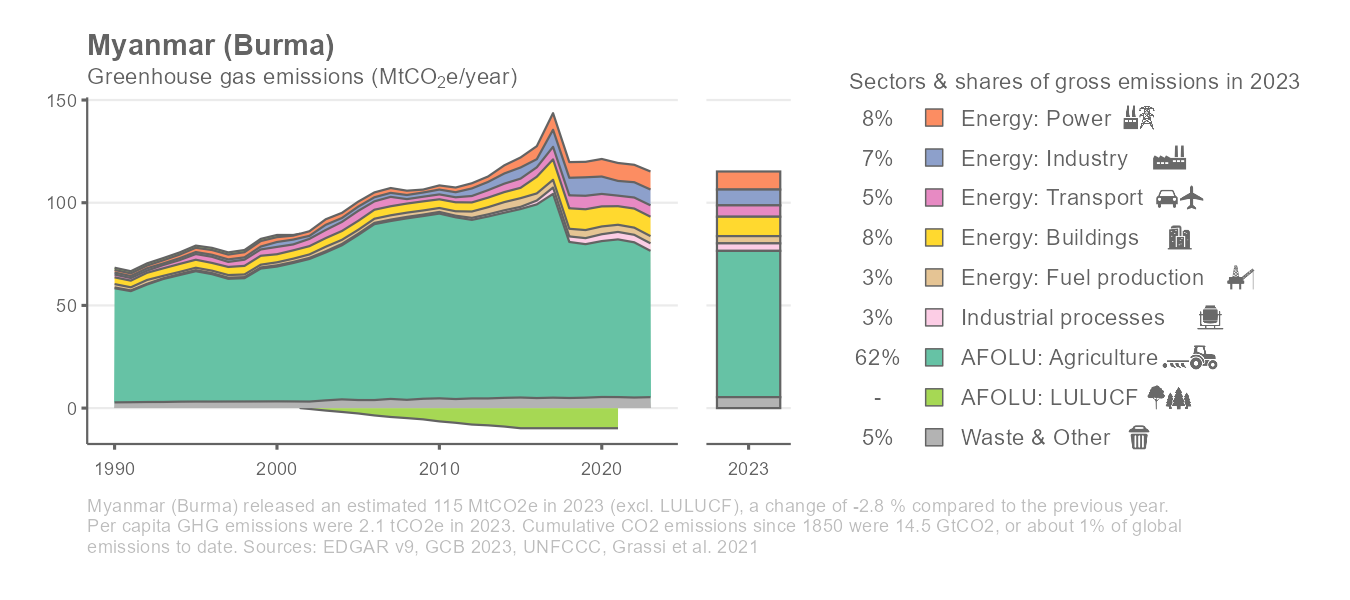 Myanmar (Burma)
Greenhouse gas emissions (MtCO₂e/year)
Sectors & shares of gross emissions in 2023
150
100
50
0
1990
2000
2010
2020
2023
8% Energy: Power
7% Energy: Industry
5% Energy: Transport
8% Energy: Buildings
3% Energy: Fuel production
3% Industrial processes
62% AFOLU: Agriculture
- AFOLU: LULUCF
5% Waste & Other
Myanmar (Burma) released an estimated 115 MtCO2e in 2023 (excl. LULUCF), a change of -2.8 % compared to the previous year.
Per capita GHG emissions were 2.1 tCO2e in 2023. Cumulative CO2 emissions since 1850 were 14.5 GtCO2, or about 1% of global
emissions to date. Sources: EDGAR v9, GCB 2023, UNFCCC, Grassi et al. 2021